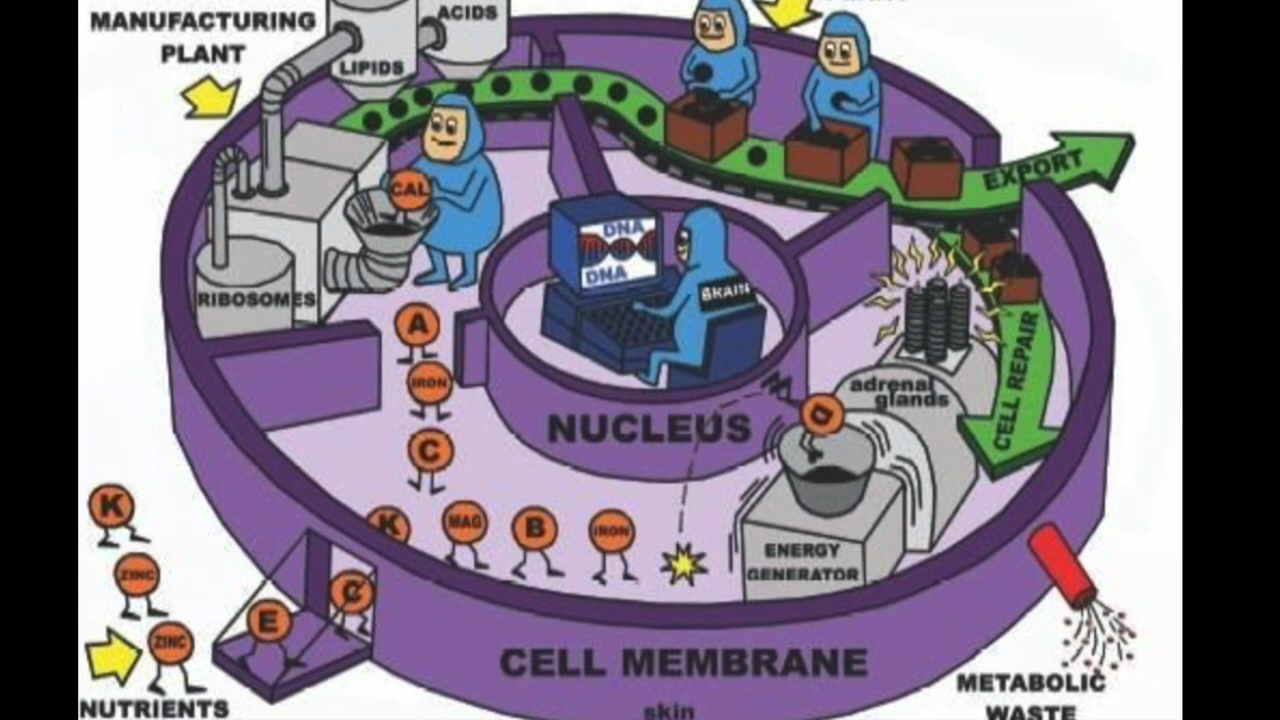 MANUFACTURING
PLANT
ACIDS
LIPIDS
EXPORT
CAL
DNA
DNA
BRAIN
RIBOSOMES
A
IRON
C
NUCLEUS
adrenal
glands
D
CELL REPAIR
K
ZINC
ZINC
E
C
K
MAG
B
IRON
ENERGY
GENERATOR
CELL MEMBRANE
skin
NUTRIENTS
METABOLIC
WASTE